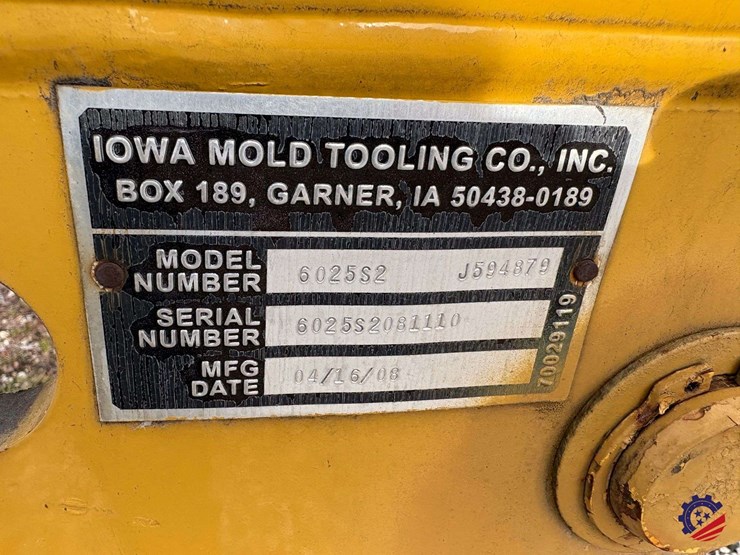 IOWA MOLD TOOLING CO., INC.
BOX 189, GARNER, IA 50438-0189
MODEL NUMBER 6025S2 J594879
SERIAL NUMBER 6025S2081110
MFG DATE 04/16/08
70029119